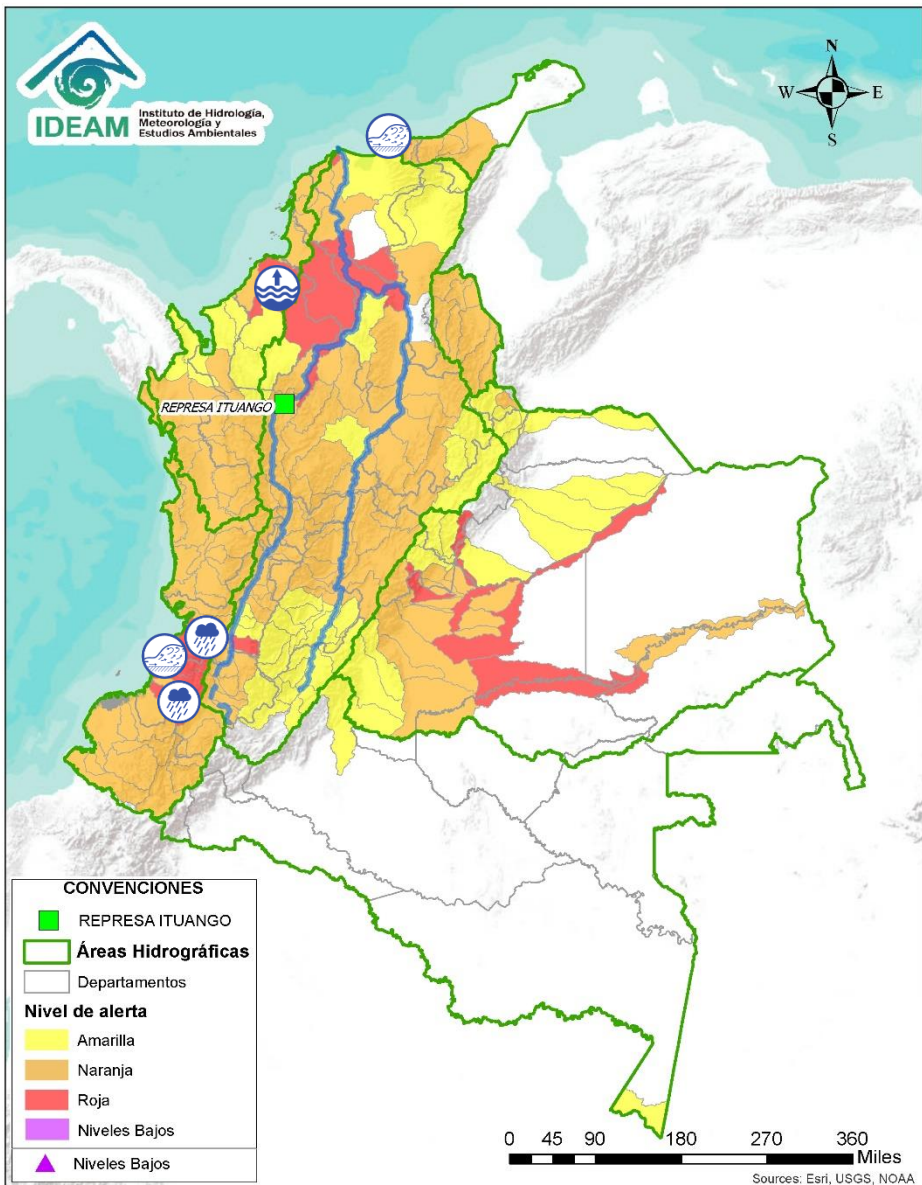 IDEAM
Instituto de Hidrología,
Meteorología y
Estudios Ambientales
N
W
E
S
REPRESA ITUANGO
CONVENCIONES
REPRESA ITUANGO
Áreas Hidrográficas
Departamentos
Nivel de alerta
Amarilla
Naranja
Roja
Niveles Bajos
Niveles Bajos
0 45 90 180 270 360
Miles
Sources: Esri, USGS, NOAA